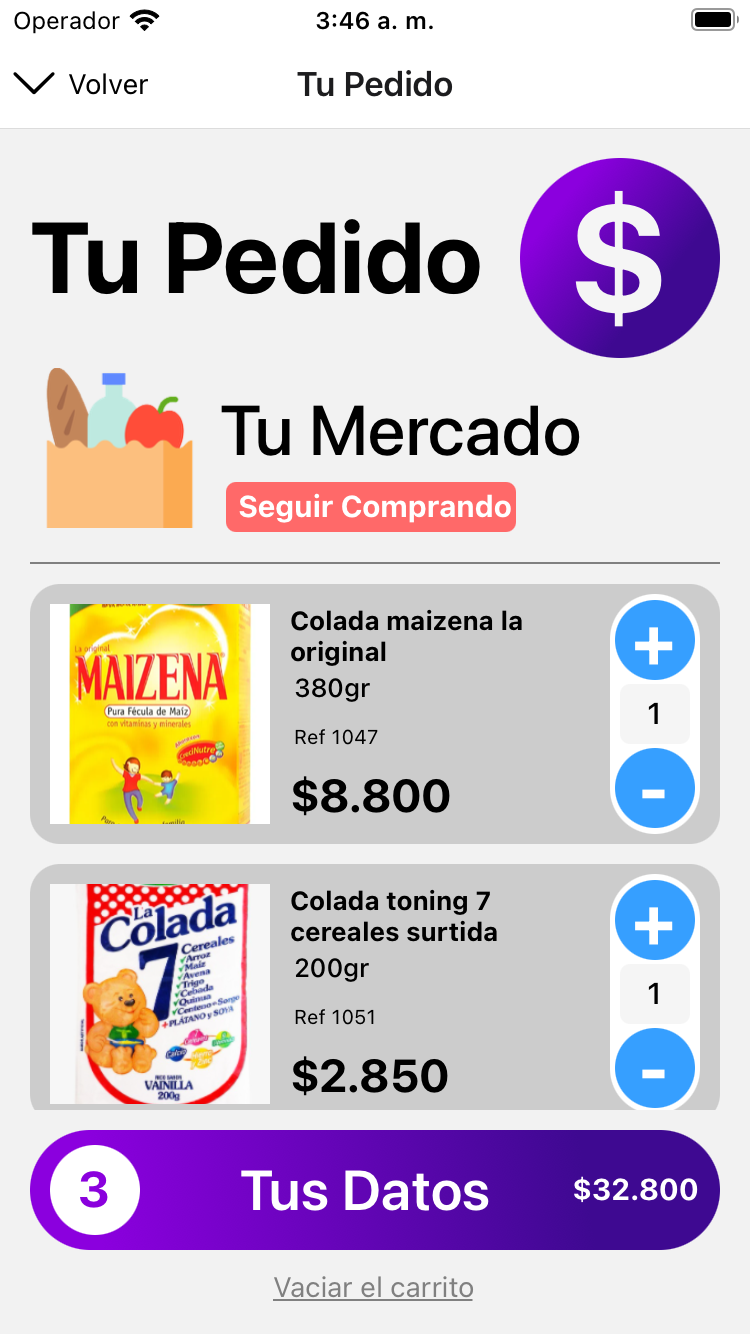 Operador
3:46 a. m.
Volver
Tu Pedido
Tu Pedido
$
Tu Mercado
Seguir Comprando
La original
MAIZENA
Pura Fécula de Maíz
con vitaminas y minerales
CreciNutre
Colada maizena la
original
380gr
Ref 1047
$8.800
+
1
-
La
Colada
7
Cereales
Arroz
Maíz
Avena
Trigo
Cebada
Quinua
Centeno-Sorgo
+PLÁTANO y SOYA
VAINILLA
200g
Colada toning 7
cereales surtida
200gr
Ref 1051
$2.850
+
1
-
3
Tus Datos
$32.800
Vaciar el carrito